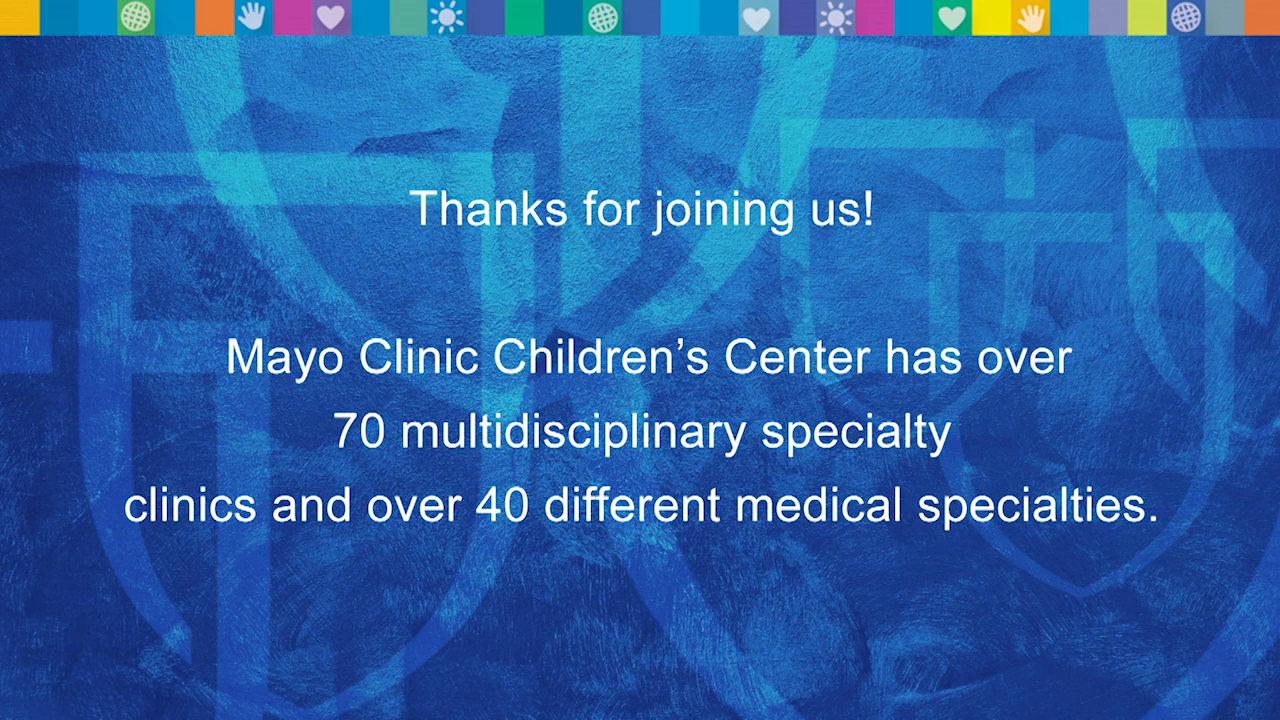 Thanks for joining us!
Mayo Clinic Children’s Center has over
70 multidisciplinary specialty
clinics and over 40 different medical specialties.